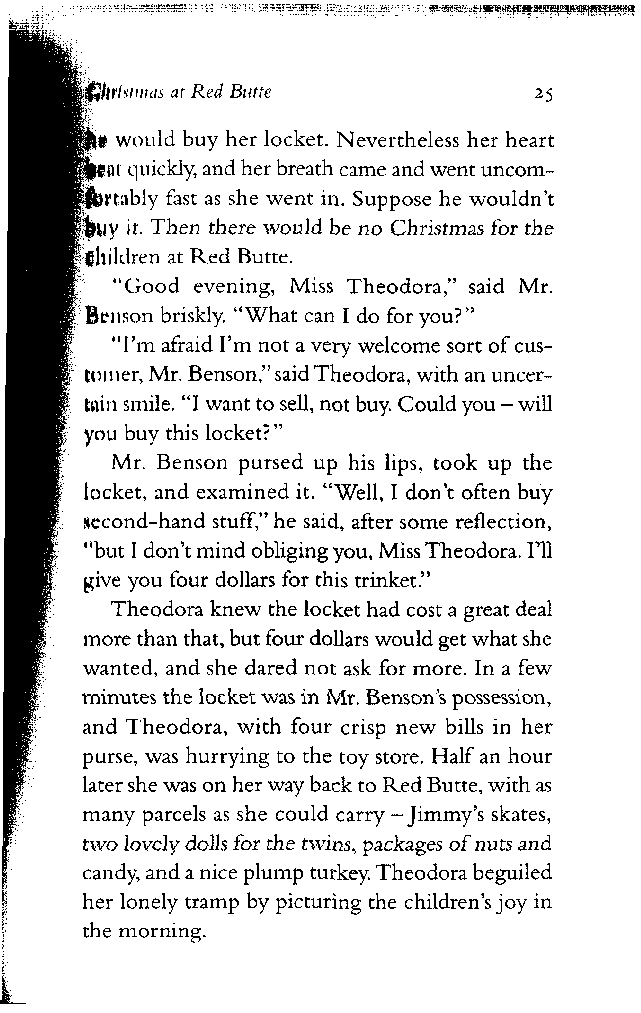 Christmas at Red Butte 25
he would buy her locket. Nevertheless her heart
beat quickly, and her breath came and went uncom-
fortably fast as she went in. Suppose he wouldn't
buy it. Then there would be no Christmas for the
children at Red Butte.
"Good evening, Miss Theodora," said Mr.
Benson briskly. "What can I do for you?"
"I'm afraid I'm not a very welcome sort of cus-
tomer, Mr. Benson," said Theodora, with an uncer-
tain smile. "I want to sell, not buy. Could you – will
you buy this locket?"
Mr. Benson pursed up his lips, took up the
locket, and examined it. "Well, I don't often buy
second-hand stuff," he said, after some reflection,
"but I don't mind obliging you, Miss Theodora. I'll
give you four dollars for this trinket."
Theodora knew the locket had cost a great deal
more than that, but four dollars would get what she
wanted, and she dared not ask for more. In a few
minutes the locket was in Mr. Benson's possession,
and Theodora, with four crisp new bills in her
purse, was hurrying to the toy store. Half an hour
later she was on her way back to Red Butte, with as
many parcels as she could carry – Jimmy's skates,
two lovely dolls for the twins, packages of nuts and
candy, and a nice plump turkey. Theodora beguiled
her lonely tramp by picturing the children's joy in
the morning.